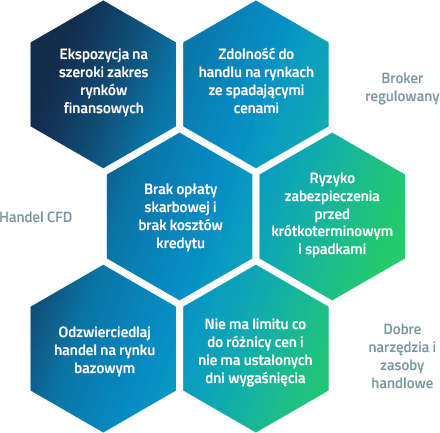 Ekspozycja na
szeroki zakres
rynków
finansowych
Zdolność do
handlu na rynkach
ze spadającymi
cenami
Broker
regulowany
Handel CFD
Brak opłaty
skarbowej i
brak kosztów
kredytu
Ryzyko
zabezpieczenia
przed
krótkoterminowym
i spadkami
Odzwierciedlaj
handel na rynku
bazowym
Nie ma limitu co
do różnicy cen i
nie ma ustalonych
dni wygaśnięcia
Dobre
narzędzia i
zasoby
handlowe